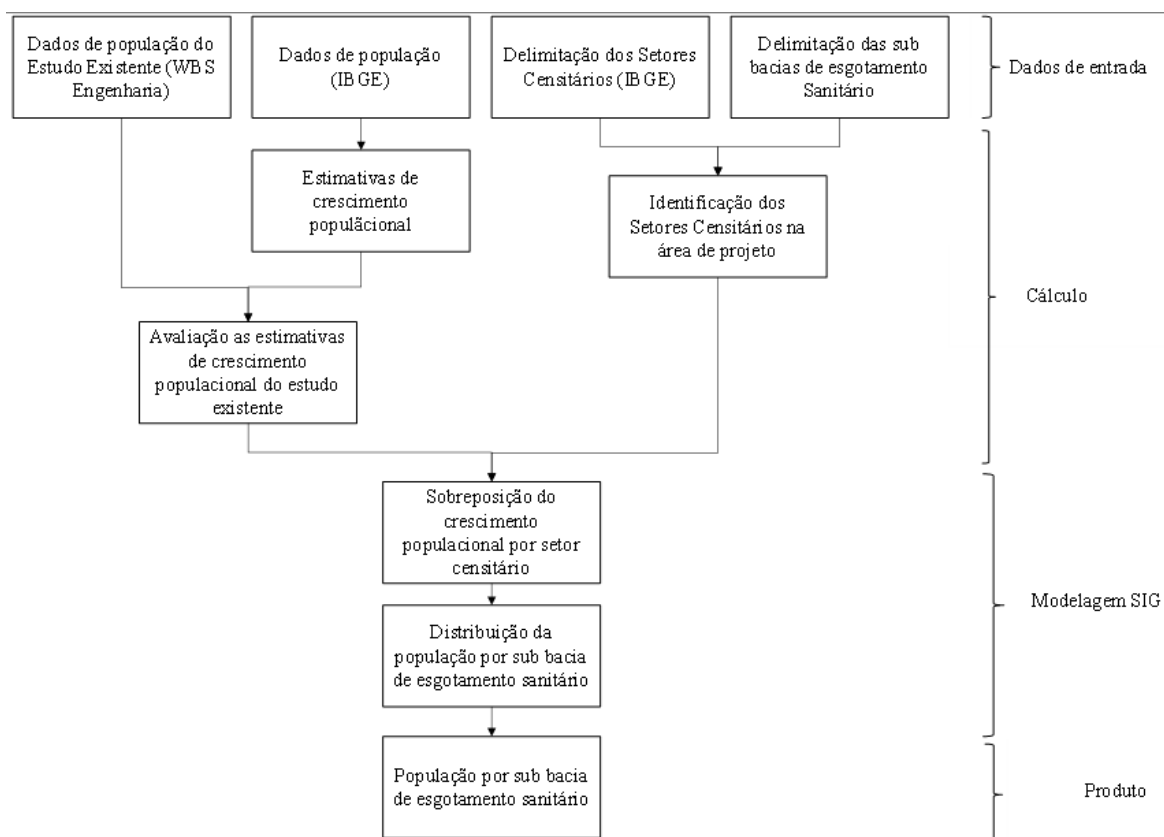 Dados de população do
Estudo Existente (WBS
Engenharia)
Dados de população
(IBGE)
Delimitação dos Setores
Censitários (IBGE)
Delimitação das sub
bacias de esgotamento
Sanitário
Dados de entrada
Estimativas de
crescimento
populãcional
Identificação dos
Setores Censitários na
área de projeto
Cálculo
Avaliação as estimativas
de crescimento
populacional do estudo
existente
Sobreposição do
crescimento
populacional por setor
censitário
Modelagem SIG
Distribuição da
população por sub bacia
de esgotamento sanitário
População por sub bacia
de esgotamento sanitário
Produto